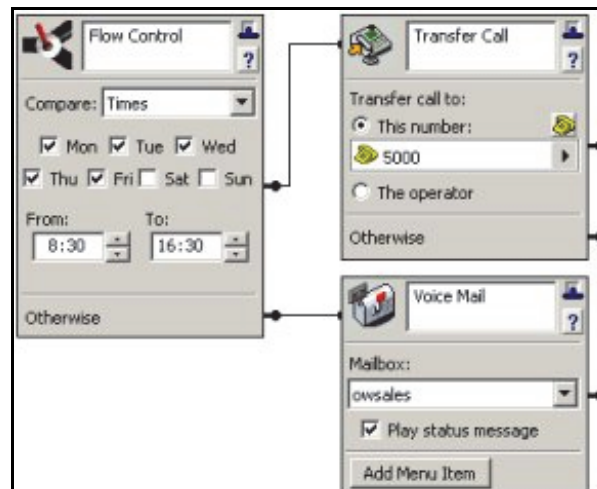 Flow Control
?
Compare: Times
Mon Tue Wed
Thu Fri Sat Sun
From: To:
8:30 16:30
Otherwise
Transfer Call
?
Transfer call to:
This number:
5000
The operator
Otherwise
Voice Mail
?
Mailbox:
owsales
Play status message
Add Menu Item